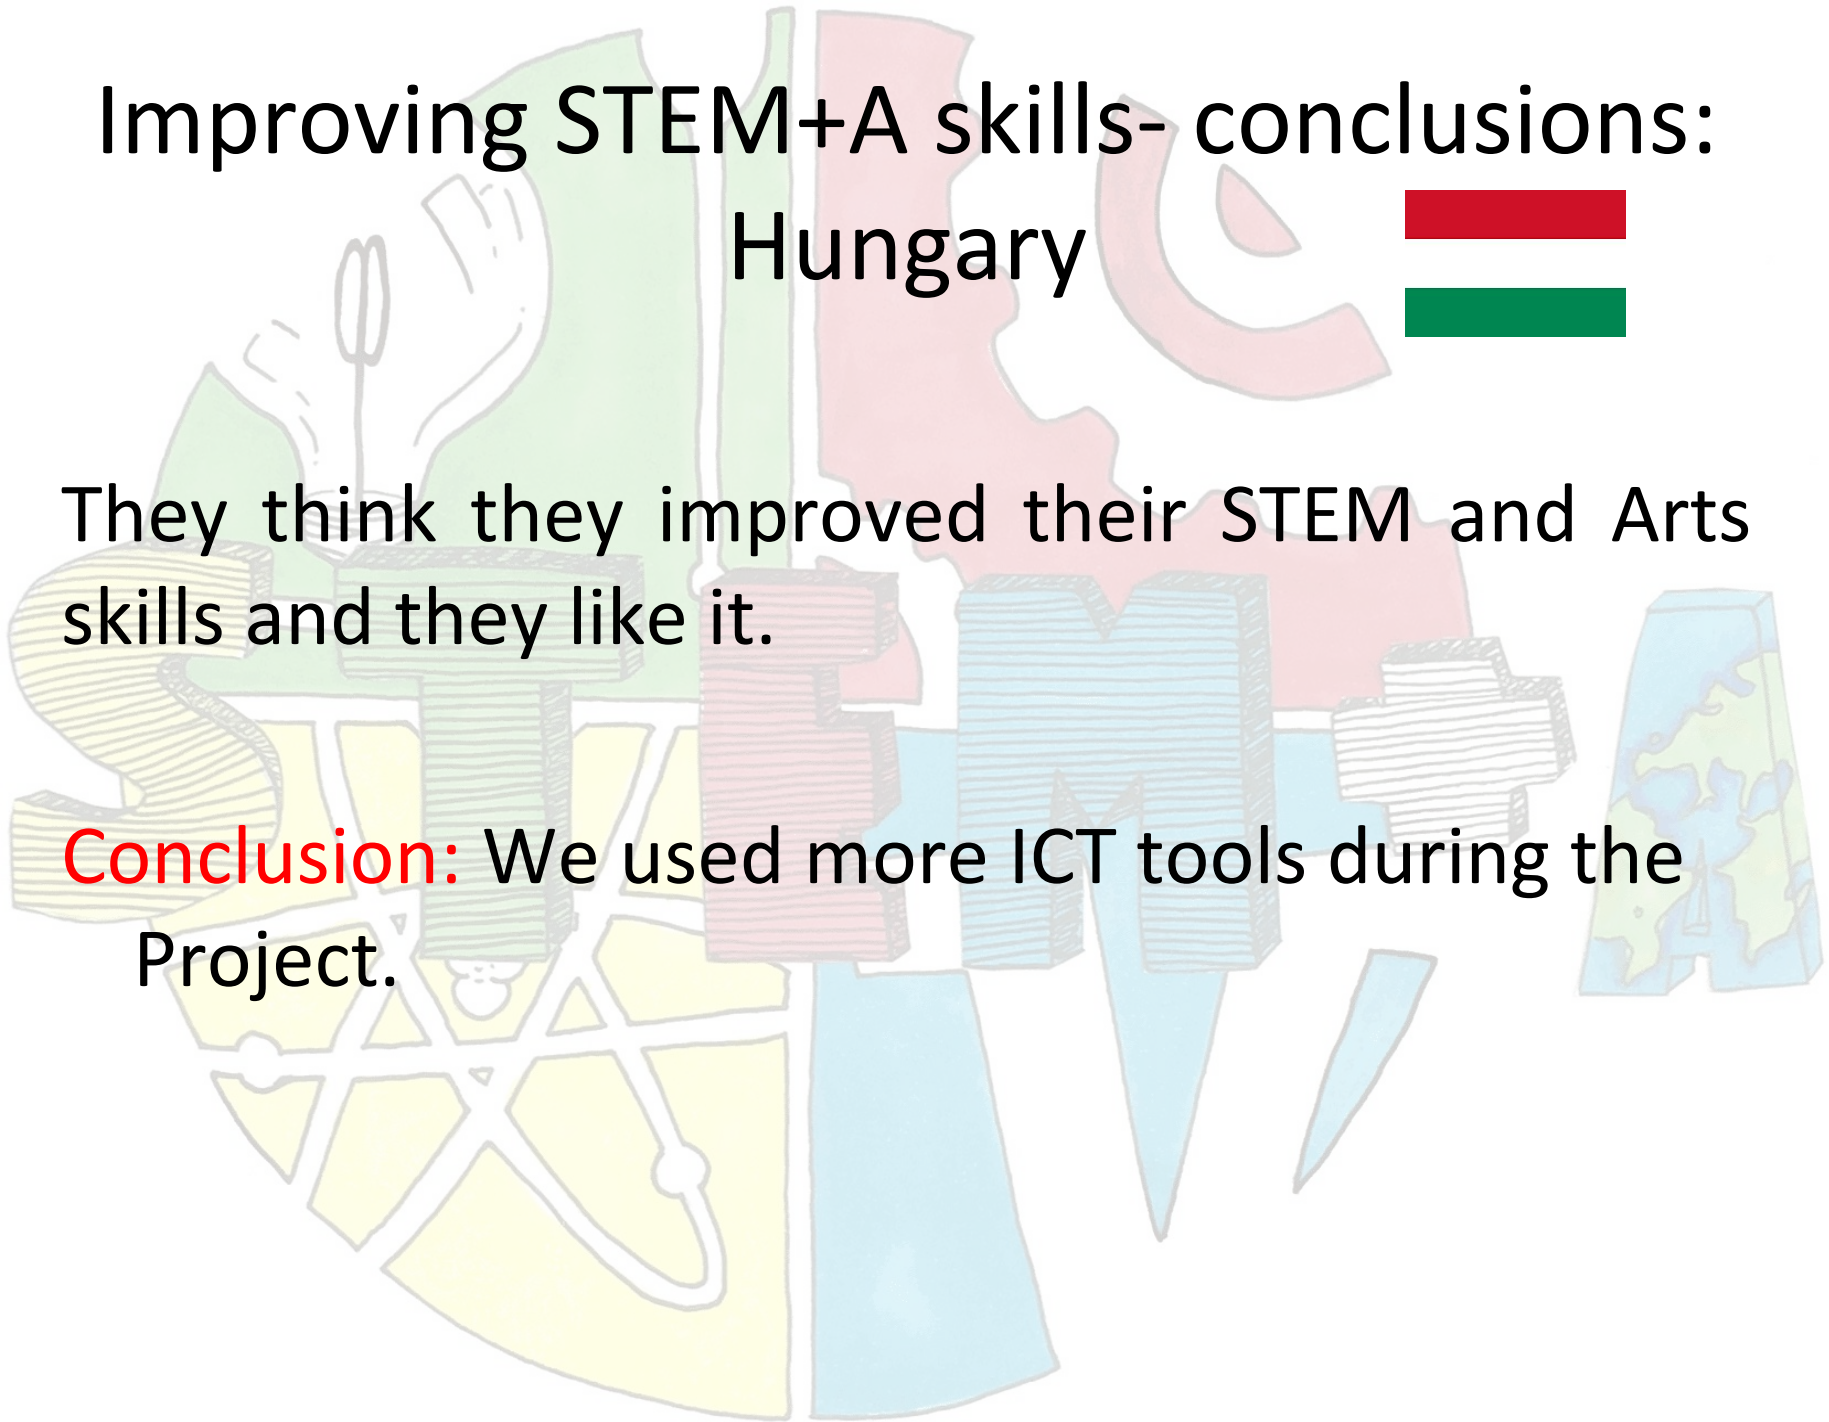 Improving STEM+A skills- conclusions:
Hungary
They think they improved their STEM and Arts
skills and they like it.
STEM+A
Conclusion: We used more ICT tools during the
Project.